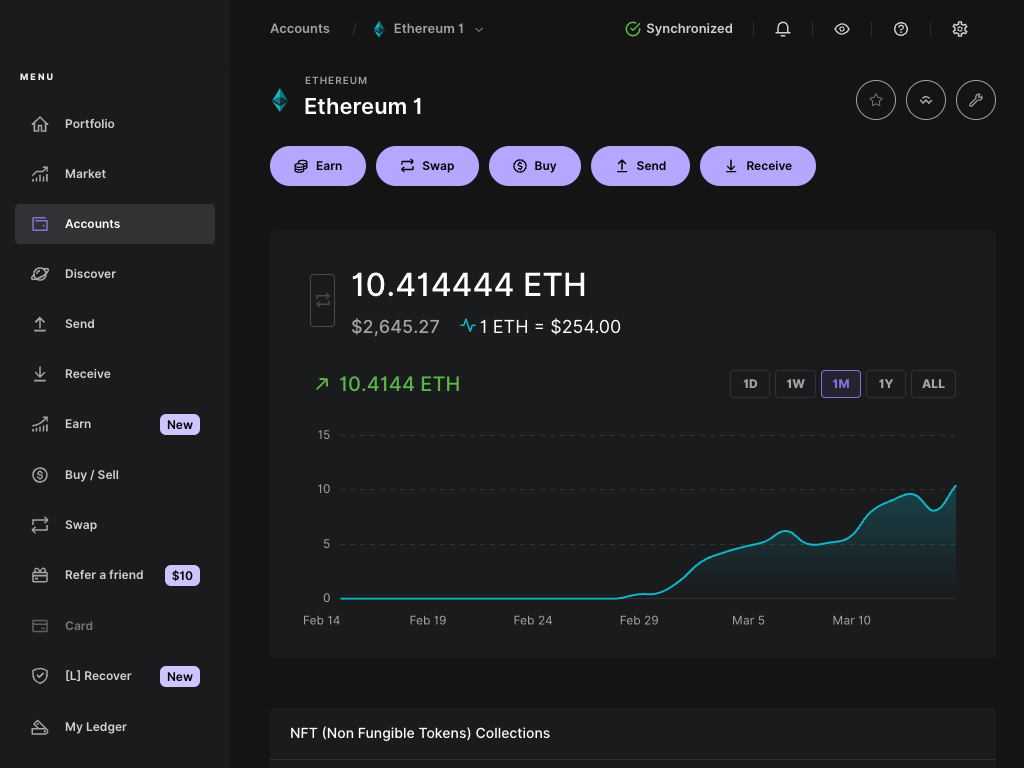 Accounts / Ethereum 1
Synchronized
MENU
Portfolio
Market
Accounts
Discover
Send
Receive
Earn New
Buy / Sell
Swap
Refer a friend $10
Card
[L] Recover New
My Ledger
ETHEREUM
Ethereum 1
Earn Swap Buy Send Receive
10.414444 ETH
$2,645.27 1 ETH = $254.00
10.4144 ETH
1D 1W 1M 1Y ALL
15
10
5
0
Feb 14 Feb 19 Feb 24 Feb 29 Mar 5 Mar 10
NFT (Non Fungible Tokens) Collections